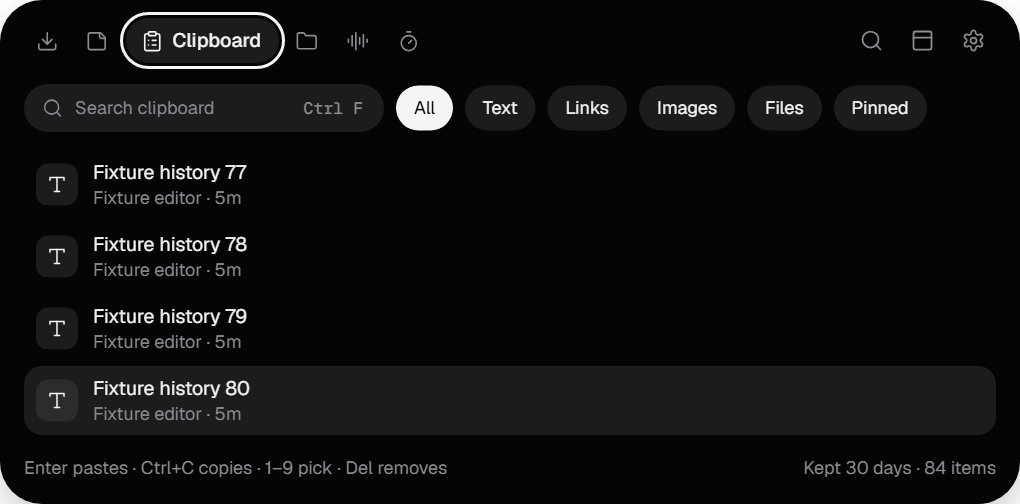 Clipboard
Search clipboard Ctrl F All Text Links Images Files Pinned
T Fixture history 77
Fixture editor · 5m
T Fixture history 78
Fixture editor · 5m
T Fixture history 79
Fixture editor · 5m
T Fixture history 80
Fixture editor · 5m
Enter pastes · Ctrl+C copies · 1–9 pick · Del removes Kept 30 days · 84 items